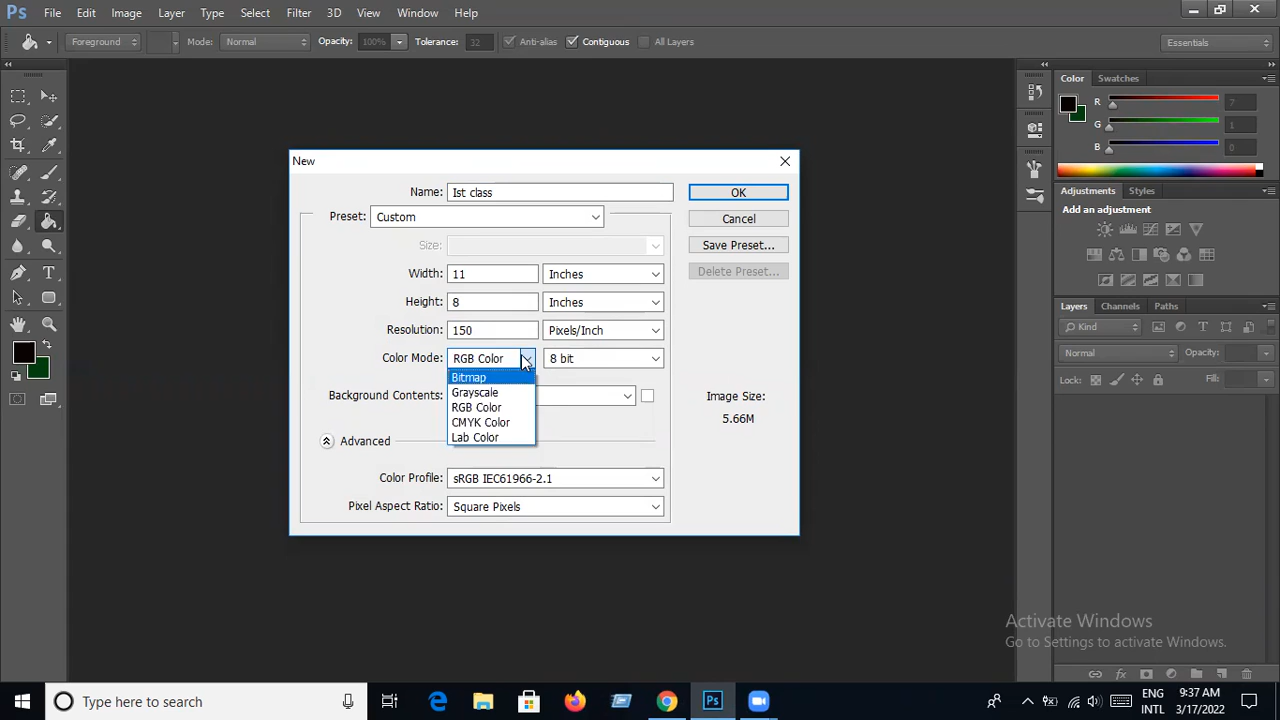 Ps File Edit Image Layer Type Select Filter 3D View Window Help
Foreground Mode: Normal Opacity: 100% Tolerance: 32 Anti-alias Contiguous All Layers Essentials
Color Swatches
R 7
G 1
B 0
Adjustments Styles
Add an adjustment
Layers Channels Paths
Kind
Normal Opacity:
Lock: Fill:
New
Name: Ist class OK
Preset: Custom Cancel
Size: Save Preset...
Width: 11 Inches Delete Preset...
Height: 8 Inches
Resolution: 150 Pixels/Inch
Color Mode: RGB Color 8 bit
Bitmap
Grayscale
RGB Color
CMYK Color
Lab Color
Background Contents:
Image Size:
5.66M
Advanced
Color Profile: sRGB IEC61966-2.1
Pixel Aspect Ratio: Square Pixels
Activate Windows
Go to Settings to activate Windows.
Type here to search
Ps
ENG
INTL
9:37 AM
3/17/2022